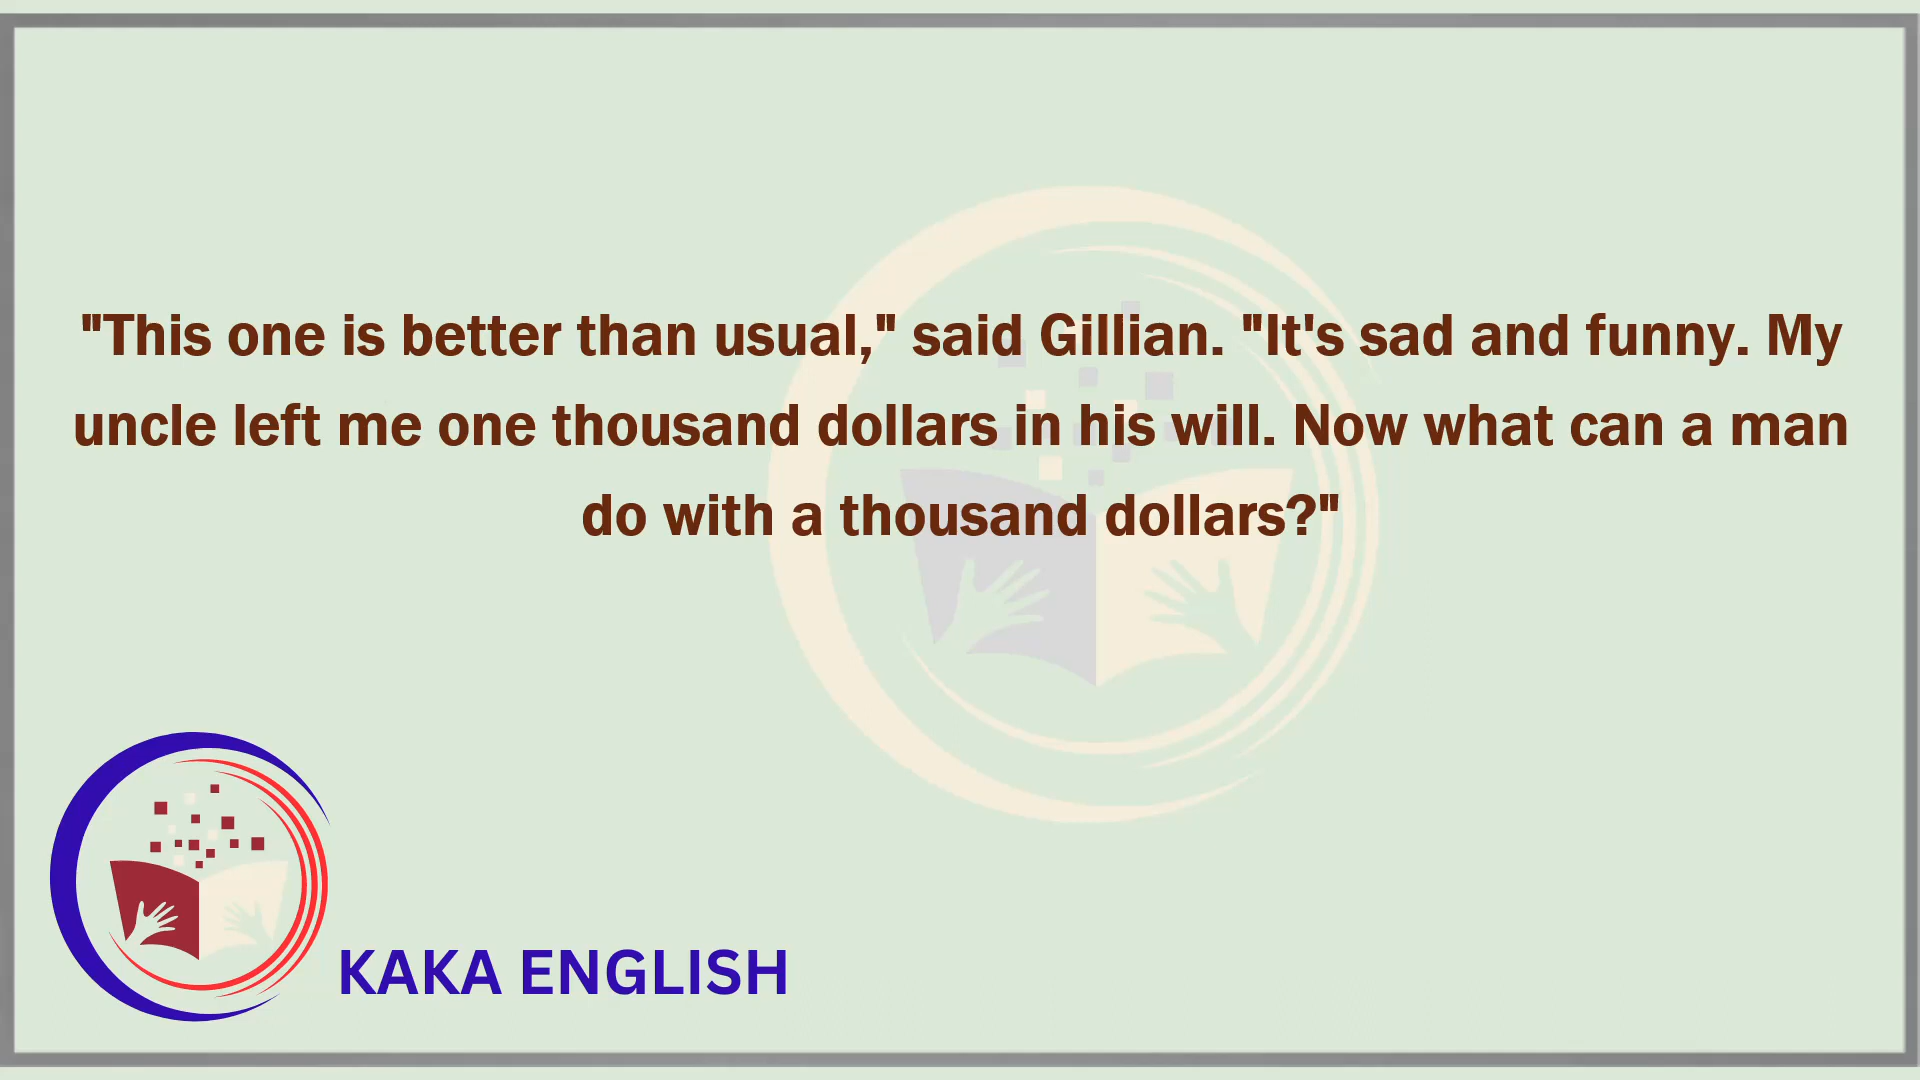 "This one is better than usual," said Gillian. "It's sad and funny. My
uncle left me one thousand dollars in his will. Now what can a man
do with a thousand dollars?"
KAKA ENGLISH